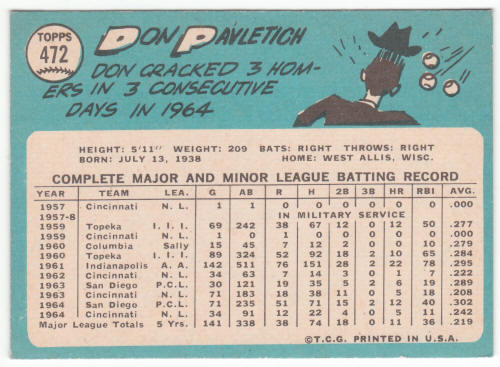 TOPPS
472
DON PAVLETICH
DON CRACKED 3 HOM-
ERS IN 3 CONSECUTIVE
DAYS IN 1964
HEIGHT: 5'11" WEIGHT: 209 BATS: RIGHT THROWS: RIGHT
BORN: JULY 13, 1938 HOME: WEST ALLIS, WISC.
COMPLETE MAJOR AND MINOR LEAGUE BATTING RECORD
YEAR TEAM LEA. G AB R H 2B 3B HR RBI AVG.
1957 Cincinnati N. L. 1 1 0 0 0 0 0 0 .000
1957-8 IN MILITARY SERVICE
1959 Topeka I. I. I. 69 242 38 67 12 0 12 50 .277
1959 Cincinnati N. L. 1 0 1 0 0 0 0 0 .000
1960 Columbia Sally 15 45 7 12 2 0 0 10 .279
1960 Topeka I. I. I. 89 324 52 92 18 2 10 65 .284
1961 Indianapolis A. A. 142 511 76 151 28 2 22 78 .295
1962 Cincinnati N. L. 34 63 7 14 3 0 1 7 .222
1963 San Diego P.C.L. 30 121 19 35 5 2 6 19 .289
1963 Cincinnati N. L. 71 183 18 38 11 0 5 18 .208
1964 San Diego P.C.L. 71 235 51 71 15 2 12 40 .302
1964 Cincinnati N. L. 34 91 12 22 4 0 5 11 .242
Major League Totals 5 Yrs. 141 338 38 74 18 0 11 36 .219
©T.C.G. PRINTED IN U.S.A.